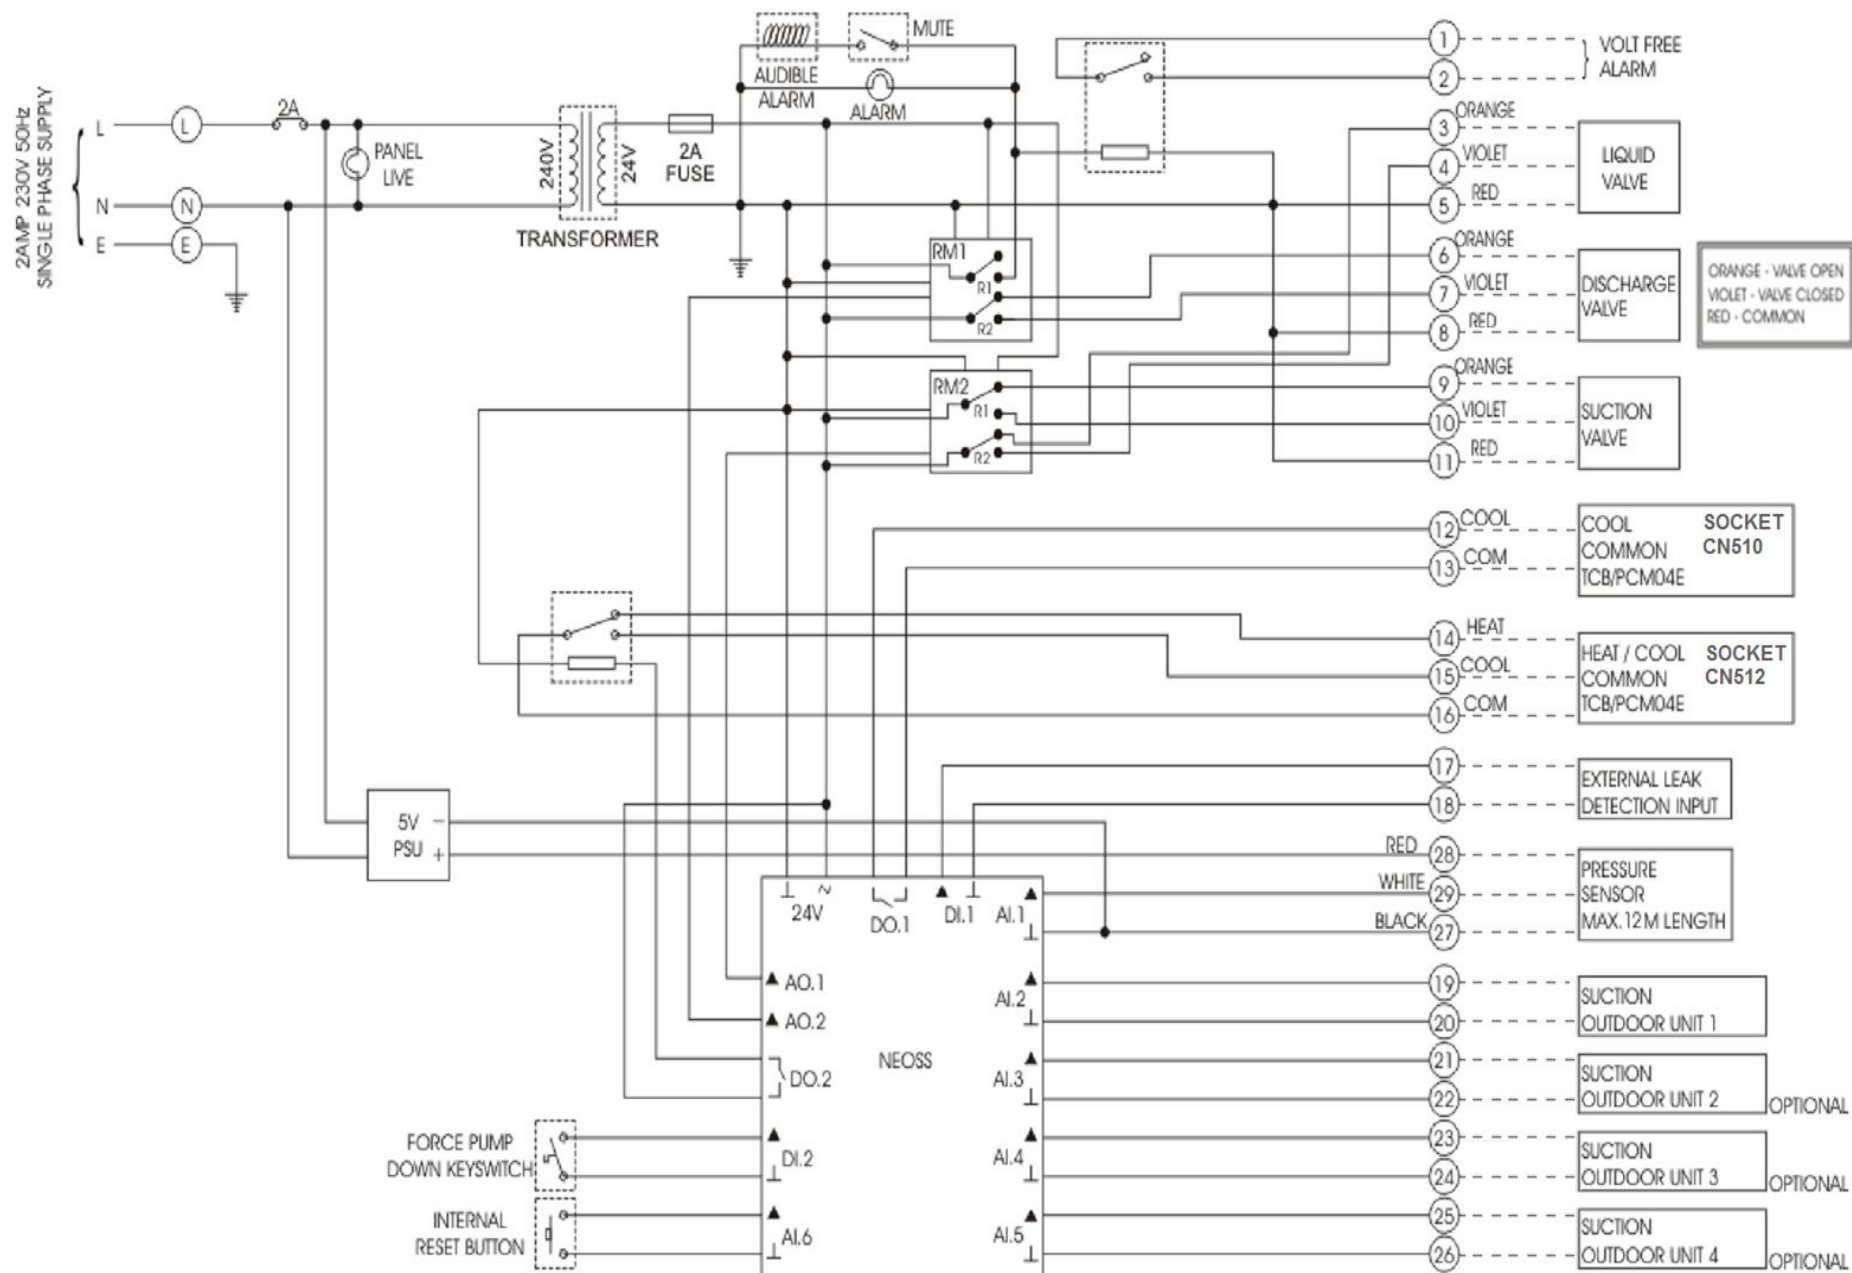 2AMP 230V 50Hz
SINGLE PHASE SUPPLY
L
N
E
L
N
E
2A
PANEL
LIVE
240V
24V
TRANSFORMER
2A
FUSE
AUDIBLE
ALARM
MUTE
ALARM
RM1
R1
R2
RM2
R1
R2
1
2
VOLT FREE
ALARM
3 ORANGE
4 VIOLET
5 RED
LIQUID
VALVE
6 ORANGE
7 VIOLET
8 RED
DISCHARGE
VALVE
ORANGE - VALVE OPEN
VIOLET - VALVE CLOSED
RED - COMMON
9 ORANGE
10 VIOLET
11 RED
SUCTION
VALVE
12 COOL
13 COM
COOL SOCKET
COMMON CN510
TCB/PCM04E
14 HEAT
15 COOL
16 COM
HEAT / COOL SOCKET
COMMON CN512
TCB/PCM04E
17
18
EXTERNAL LEAK
DETECTION INPUT
5V −
PSU +
RED 28
WHITE 29
BLACK 27
PRESSURE
SENSOR
MAX. 12M LENGTH
24V
~
DO.1
DI.1
AI.1
AO.1
AO.2
DO.2
DI.2
AI.6
NEOSS
AI.2
AI.3
AI.4
AI.5
19
20
SUCTION
OUTDOOR UNIT 1
21
22
SUCTION
OUTDOOR UNIT 2
OPTIONAL
23
24
SUCTION
OUTDOOR UNIT 3
OPTIONAL
25
26
SUCTION
OUTDOOR UNIT 4
OPTIONAL
FORCE PUMP
DOWN KEYSWITCH
INTERNAL
RESET BUTTON